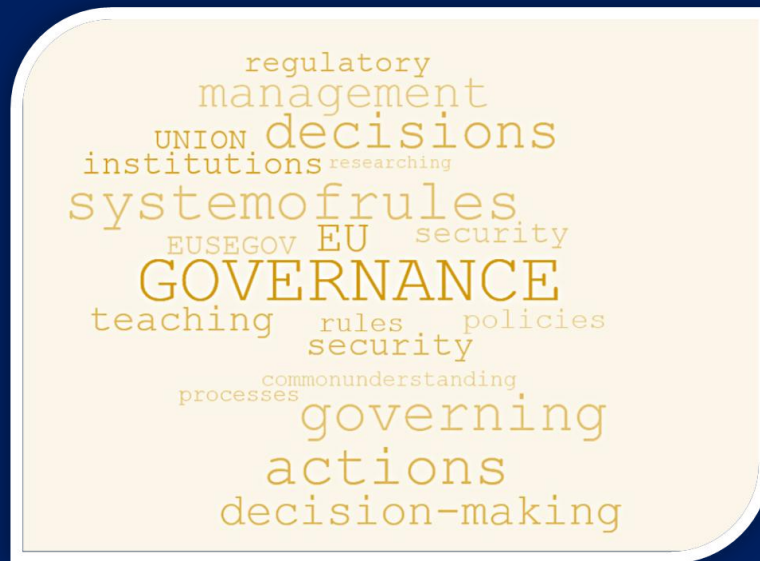 regulatory
management
UNION decisions
institutions researching
systemofrules
EUSEGOV EU security
GOVERNANCE
teaching rules policies
security
commonunderstanding
processes
governing
actions
decision-making